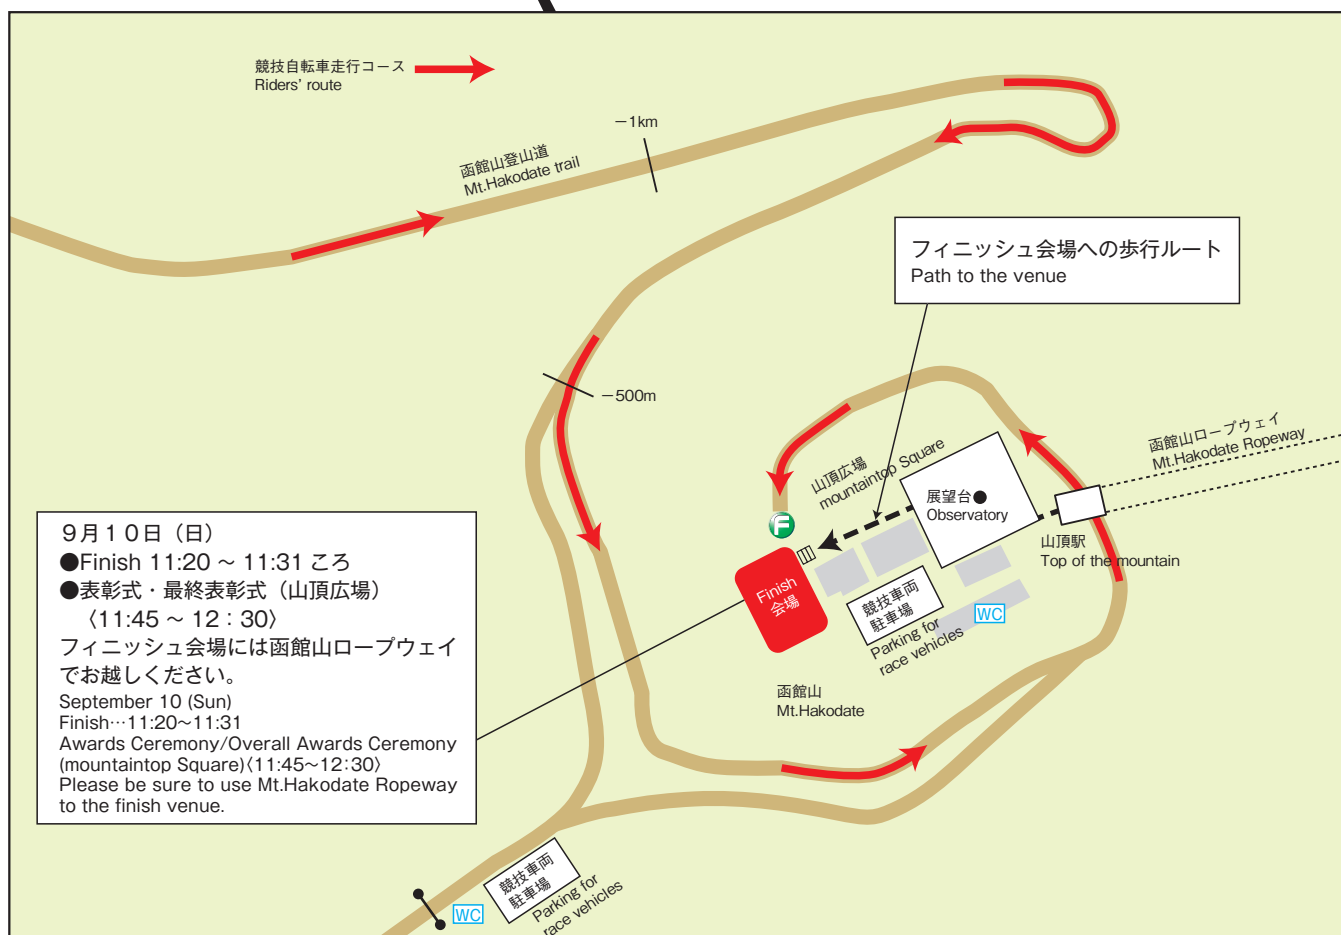 競技自転車走行コース
Riders' route
−1km
函館山登山道
Mt.Hakodate trail
フィニッシュ会場への歩行ルート
Path to the venue
−500m
函館山ロープウェイ
Mt.Hakodate Ropeway
山頂広場
mountaintop Square
展望台●
Observatory
F
山頂駅
Top of the mountain
Finish
会場
競技車両
駐車場
Parking for
race vehicles
WC
函館山
Mt.Hakodate
9月10日（日）
●Finish 11:20 ～ 11:31 ころ
●表彰式・最終表彰式（山頂広場）
〈11:45 ～ 12：30〉
フィニッシュ会場には函館山ロープウェイ
でお越しください。
September 10 (Sun)
Finish…11:20~11:31
Awards Ceremony/Overall Awards Ceremony
(mountaintop Square)〈11:45~12:30〉
Please be sure to use Mt.Hakodate Ropeway
to the finish venue.
競技車両
駐車場
Parking for
race vehicles
WC